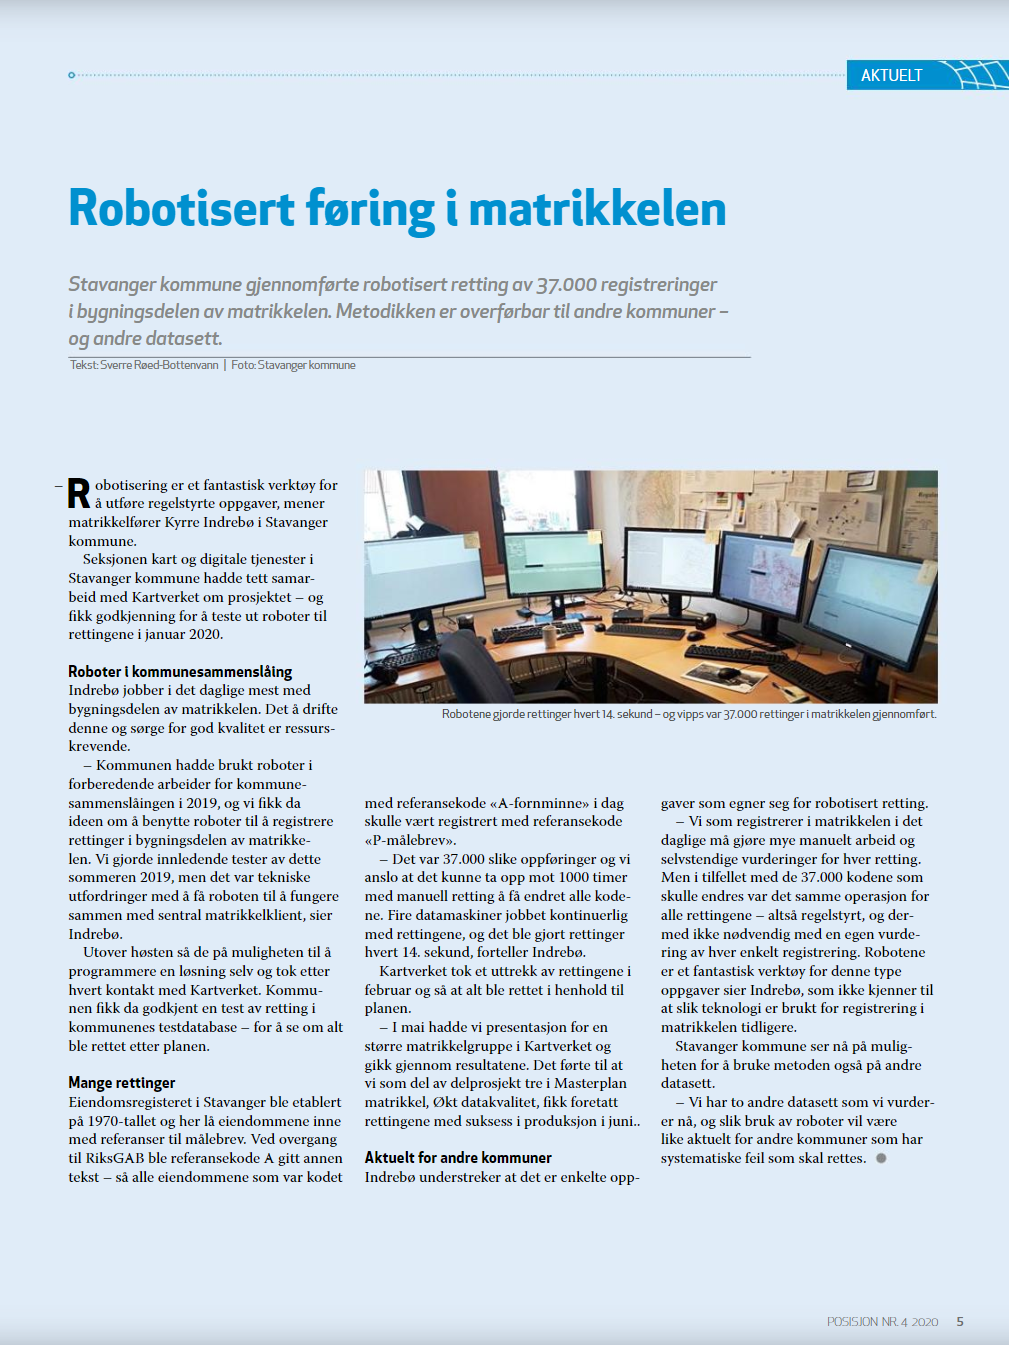 AKTUELT
Robotisert føring i matrikkelen
Stavanger kommune gjennomførte robotisert retting av 37.000 registreringer
i bygningsdelen av matrikkelen. Metodikken er overførbar til andre kommuner –
og andre datasett.
Tekst: Sverre Røed-Bottenvann | Foto: Stavanger kommune
– Robotisering er et fantastisk verktøy for
å utføre regelstyrte oppgaver, mener
matrikkelfører Kyrre Indrebø i Stavanger
kommune.
Seksjonen kart og digitale tjenester i
Stavanger kommune hadde tett samar-
beid med Kartverket om prosjektet – og
fikk godkjenning for å teste ut roboter til
rettingene i januar 2020.
Roboter i kommunesammenslåing
Indrebø jobber i det daglige mest med
bygningsdelen av matrikkelen. Det å drifte
denne og sørge for god kvalitet er ressurs-
krevende.
– Kommunen hadde brukt roboter i
forberedende arbeider for kommune-
sammenslåingen i 2019, og vi fikk da
ideen om å benytte roboter til å registrere
rettinger i bygningsdelen av matrikke-
len. Vi gjorde innledende tester av dette
sommeren 2019, men det var tekniske
utfordringer med å få roboten til å fungere
sammen med sentral matrikkelklient, sier
Indrebø.
Utover høsten så de på muligheten til å
programmere en løsning selv og tok etter
hvert kontakt med Kartverket. Kommu-
nen fikk da godkjent en test av retting i
kommunenes testdatabase – for å se om alt
ble rettet etter planen.
Mange rettinger
Eiendomsregisteret i Stavanger ble etablert
på 1970-tallet og her lå eiendommene inne
med referanser til målebrev. Ved overgang
til RiksGAB ble referansekode A gitt annen
tekst – så alle eiendommene som var kodet
Robotene gjorde rettinger hvert 14. sekund – og vipps var 37.000 rettinger i matrikkelen gjennomført.
med referansekode «A-fornminne» i dag
skulle vært registrert med referansekode
«P-målebrev».
– Det var 37.000 slike oppføringer og vi
anslo at det kunne ta opp mot 1000 timer
med manuell retting å få endret alle kode-
ne. Fire datamaskiner jobbet kontinuerlig
med rettingene, og det ble gjort rettinger
hvert 14. sekund, forteller Indrebø.
Kartverket tok et uttrekk av rettingene i
februar og så at alt ble rettet i henhold til
planen.
– I mai hadde vi presentasjon for en
større matrikkelgruppe i Kartverket og
gikk gjennom resultatene. Det førte til at
vi som del av delprosjekt tre i Masterplan
matrikkel, Økt datakvalitet, fikk foretatt
rettingene med suksess i produksjon i juni..
Aktuelt for andre kommuner
Indrebø understreker at det er enkelte opp-
gaver som egner seg for robotisert retting.
– Vi som registrerer i matrikkelen i det
daglige må gjøre mye manuelt arbeid og
selvstendige vurderinger for hver retting.
Men i tilfellet med de 37.000 kodene som
skulle endres var det samme operasjon for
alle rettingene – altså regelstyrt, og der-
med ikke nødvendig med en egen vurde-
ring av hver enkelt registrering. Robotene
er et fantastisk verktøy for denne type
oppgaver sier Indrebø, som ikke kjenner til
at slik teknologi er brukt for registrering i
matrikkelen tidligere.
Stavanger kommune ser nå på mulig-
heten for å bruke metoden også på andre
datasett.
– Vi har to andre datasett som vi vurder-
er nå, og slik bruk av roboter vil være
like aktuelt for andre kommuner som har
systematiske feil som skal rettes.
POSISJON NR. 4 2020 5